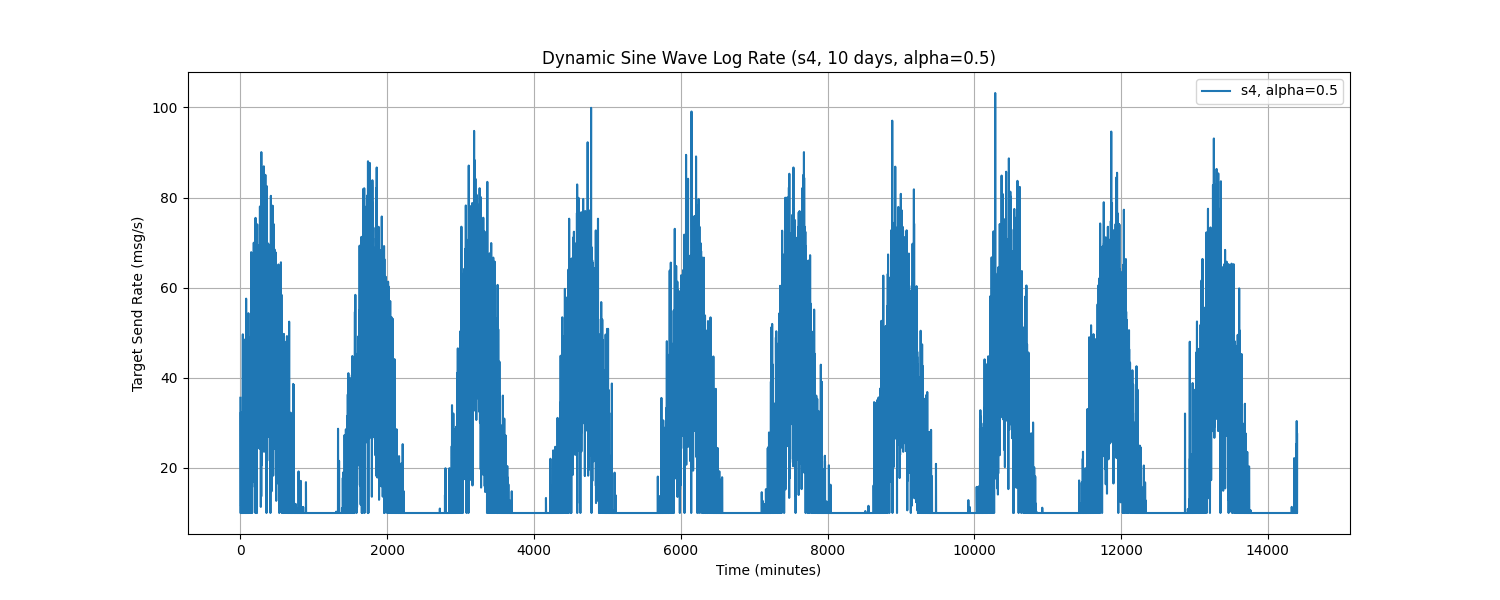 Dynamic Sine Wave Log Rate (s4, 10 days, alpha=0.5)
s4, alpha=0.5
Target Send Rate (msg/s)
100
80
60
40
20
0 2000 4000 6000 8000 10000 12000 14000
Time (minutes)